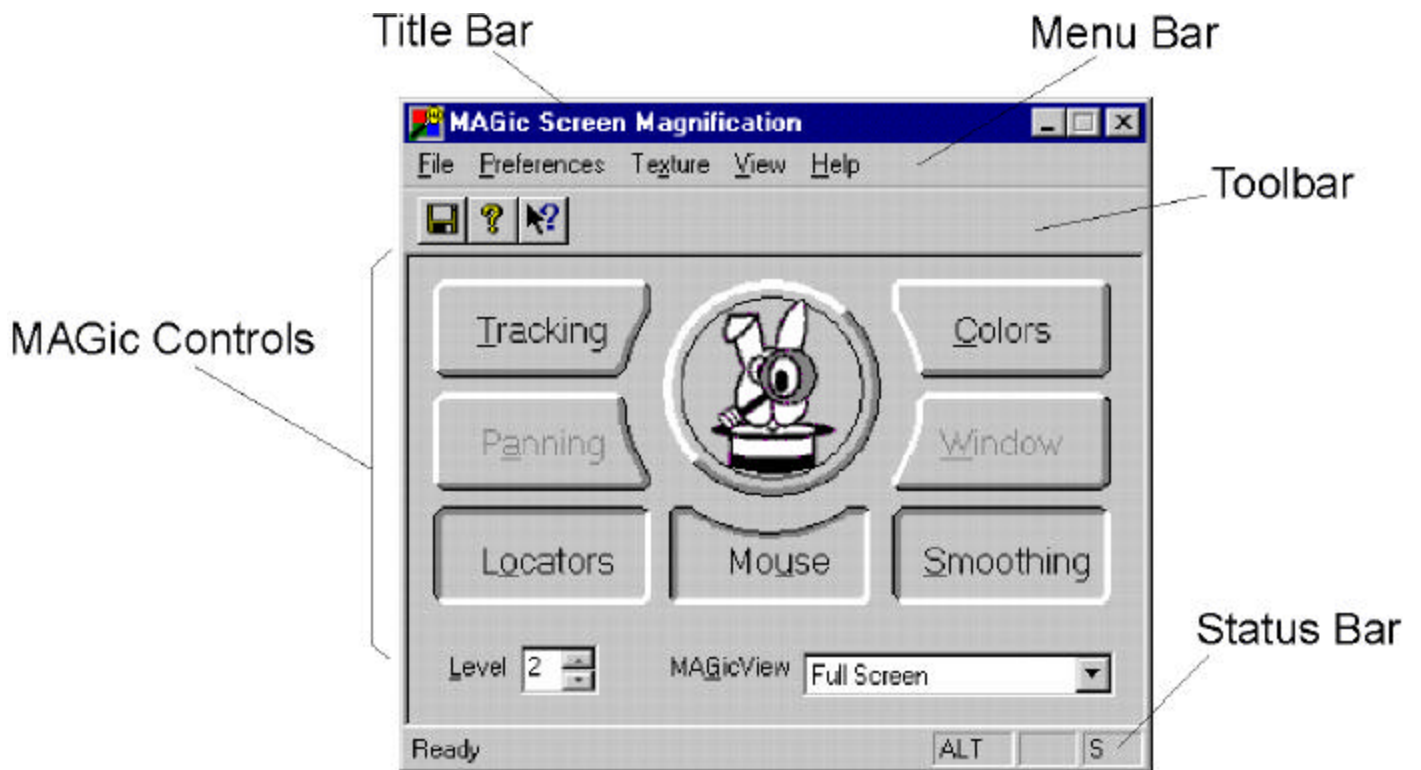 Title Bar
Menu Bar
MAGic Screen Magnification
File Preferences Texture View Help
Toolbar
MAGic Controls
Tracking
Colors
Panning
Window
Locators
Mouse
Smoothing
Status Bar
Level 2 MAGicView Full Screen
Ready ALT S